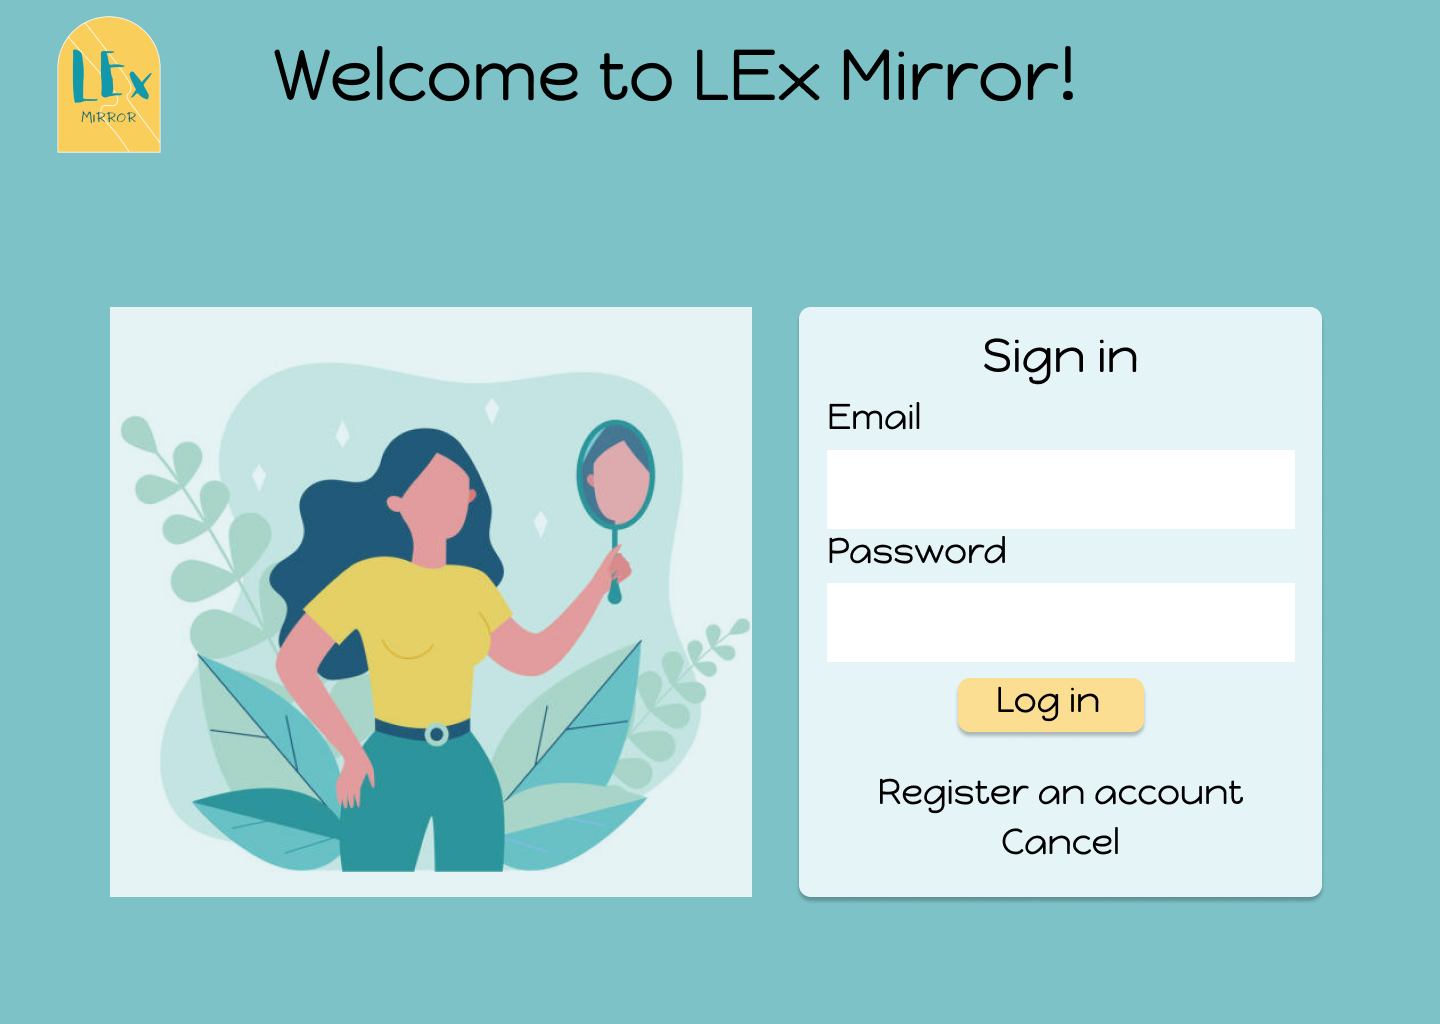 LEx
MIRROR
Welcome to LEx Mirror!
Sign in
Email
Password
Log in
Register an account
Cancel